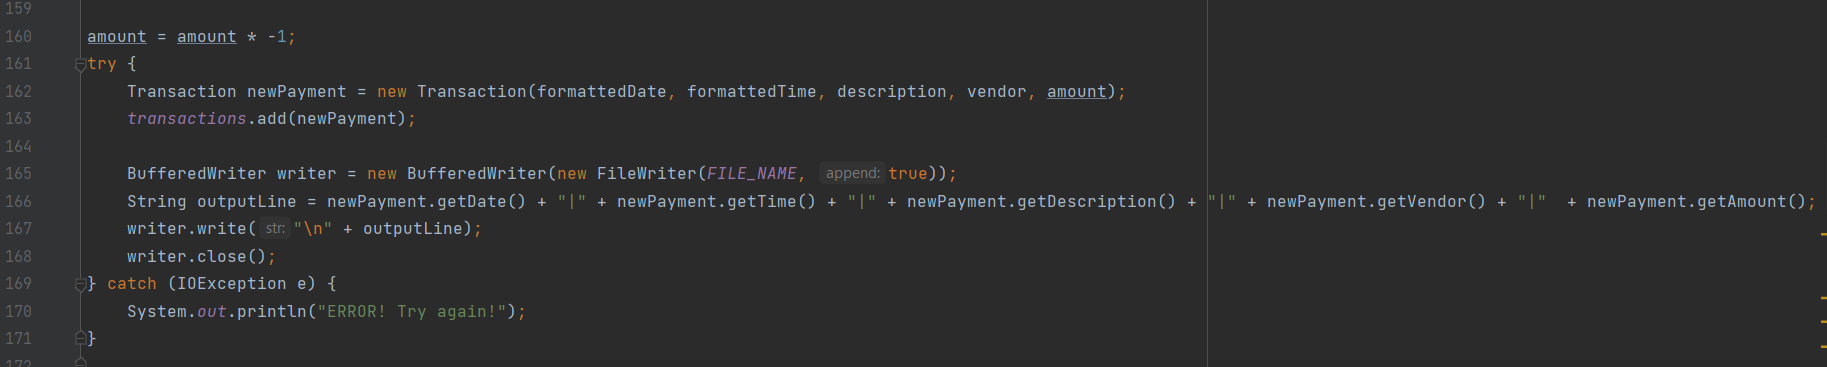 159
160 amount = amount * -1;
161 try {
162 Transaction newPayment = new Transaction(formattedDate, formattedTime, description, vendor, amount);
163 transactions.add(newPayment);
164
165 BufferedWriter writer = new BufferedWriter(new FileWriter(FILE_NAME, append: true));
166 String outputLine = newPayment.getDate() + "|" + newPayment.getTime() + "|" + newPayment.getDescription() + "|" + newPayment.getVendor() + "|"  + newPayment.getAmount();
167 writer.write( str: "\n" + outputLine);
168 writer.close();
169 } catch (IOException e) {
170 System.out.println("ERROR! Try again!");
171 }
172